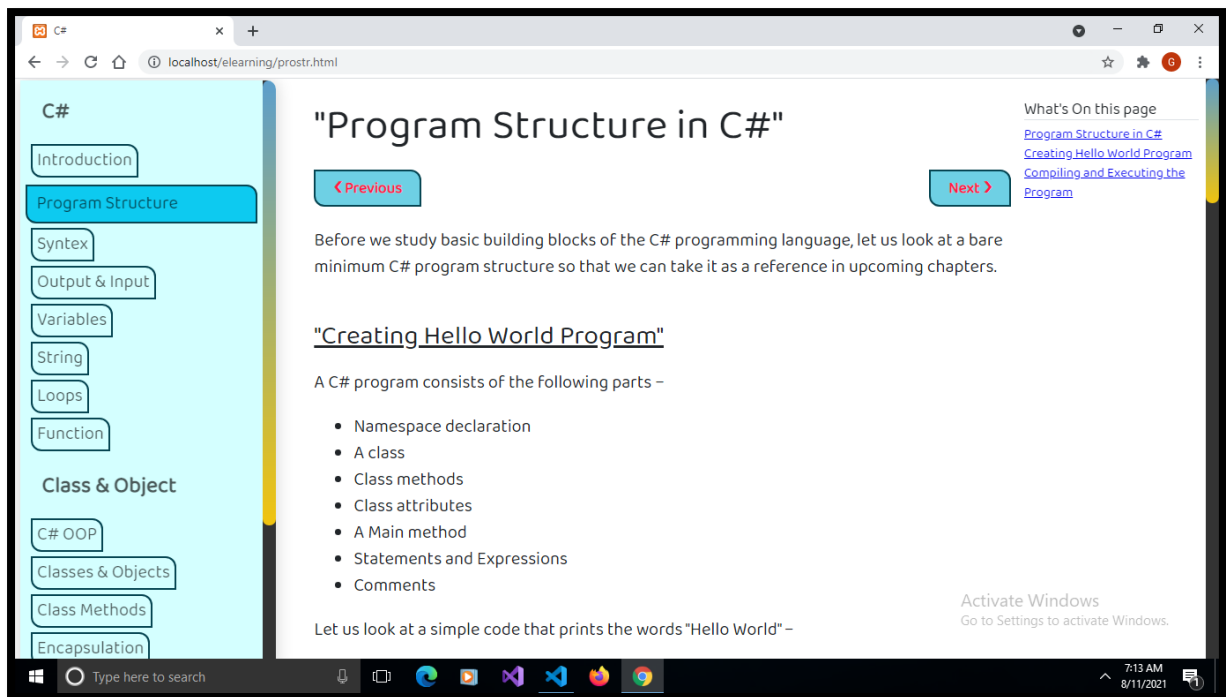 C#
localhost/elearning/prostr.html
G
C#
Introduction
Program Structure
Syntex
Output & Input
Variables
String
Loops
Function
Class & Object
C# OOP
Classes & Objects
Class Methods
Encapsulation
"Program Structure in C#"
❮ Previous
Next ❯
Before we study basic building blocks of the C# programming language, let us look at a bare
minimum C# program structure so that we can take it as a reference in upcoming chapters.
"Creating Hello World Program"
A C# program consists of the following parts –
• Namespace declaration
• A class
• Class methods
• Class attributes
• A Main method
• Statements and Expressions
• Comments
Let us look at a simple code that prints the words "Hello World" –
What's On this page
Program Structure in C#
Creating Hello World Program
Compiling and Executing the
Program
Activate Windows
Go to Settings to activate Windows.
Type here to search
7:13 AM
8/11/2021
1